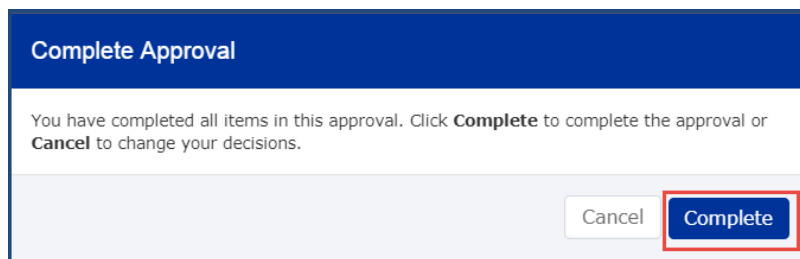 Complete Approval
You have completed all items in this approval. Click Complete to complete the approval or
Cancel to change your decisions.
Cancel Complete